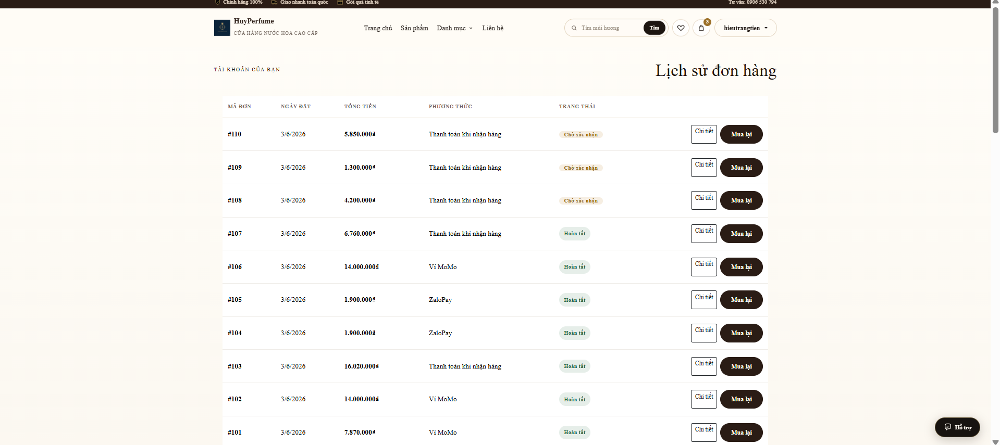 Chính hãng 100% Giao nhanh toàn quốc Gói quà tinh tế Tư vấn: 0906 530 794
HuyPerfume
CỬA HÀNG NƯỚC HOA CAO CẤP
Trang chủ Sản phẩm Danh mục Liên hệ
Tìm mùi hương Tìm
3
hieutrangtien
TÀI KHOẢN CỦA BẠN
Lịch sử đơn hàng
MÃ ĐƠN NGÀY ĐẶT TỔNG TIỀN PHƯƠNG THỨC TRẠNG THÁI
#110 3/6/2026 5.850.000₫ Thanh toán khi nhận hàng Chờ xác nhận Chi tiết Mua lại
#109 3/6/2026 1.300.000₫ Thanh toán khi nhận hàng Chờ xác nhận Chi tiết Mua lại
#108 3/6/2026 4.200.000₫ Thanh toán khi nhận hàng Chờ xác nhận Chi tiết Mua lại
#107 3/6/2026 6.760.000₫ Thanh toán khi nhận hàng Hoàn tất Chi tiết Mua lại
#106 3/6/2026 14.000.000₫ Ví MoMo Hoàn tất Chi tiết Mua lại
#105 3/6/2026 1.900.000₫ ZaloPay Hoàn tất Chi tiết Mua lại
#104 3/6/2026 1.900.000₫ ZaloPay Hoàn tất Chi tiết Mua lại
#103 3/6/2026 16.020.000₫ Thanh toán khi nhận hàng Hoàn tất Chi tiết Mua lại
#102 3/6/2026 14.000.000₫ Ví MoMo Hoàn tất Chi tiết Mua lại
#101 3/6/2026 7.870.000₫ Ví MoMo Hoàn tất Chi tiết Mua lại
Hỗ trợ